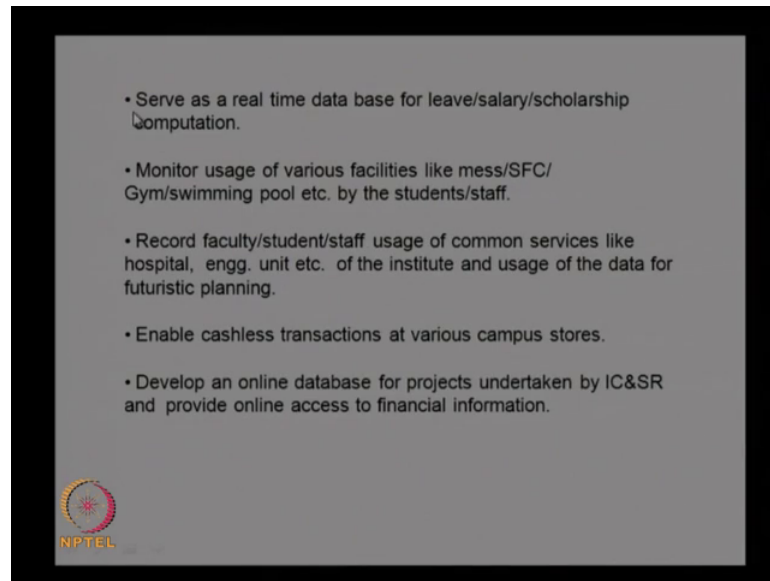 • Serve as a real time data base for leave/salary/scholarship
computation.
• Monitor usage of various facilities like mess/SFC/
Gym/swimming pool etc. by the students/staff.
• Record faculty/student/staff usage of common services like
hospital, engg. unit etc. of the institute and usage of the data for
futuristic planning.
• Enable cashless transactions at various campus stores.
• Develop an online database for projects undertaken by IC&SR
and provide online access to financial information.
NPTEL